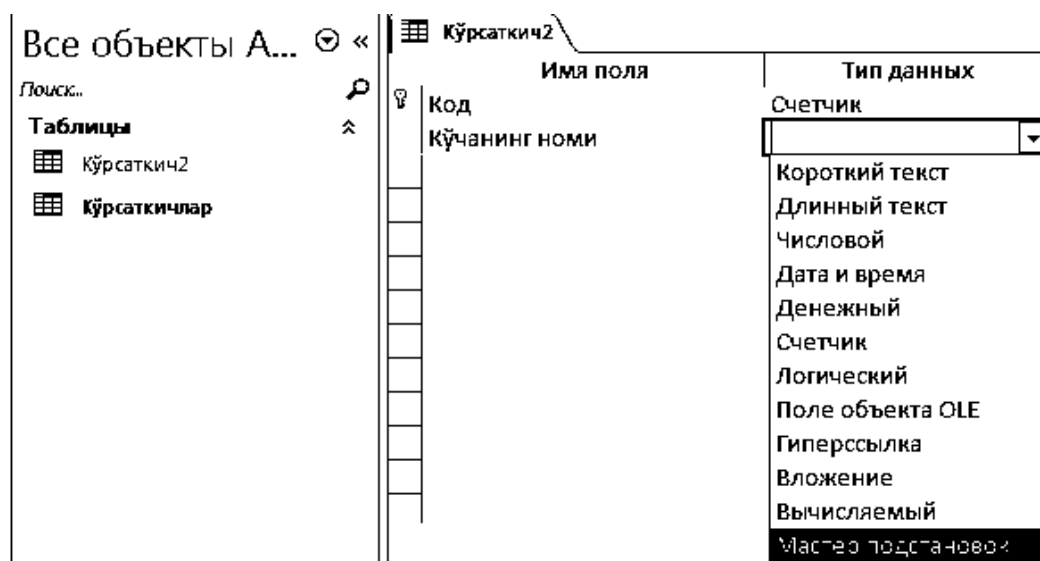 Все объекты A... «
Поиск..
Таблицы
Кўрсаткич2
Кўрсаткичлар
Кўрсаткич2
Имя поля Тип данных
Код Счетчик
Кўчанинг номи
Короткий текст
Длинный текст
Числовой
Дата и время
Денежный
Счетчик
Логический
Поле объекта OLE
Гиперссылка
Вложение
Вычисляемый
Мастер подстановок